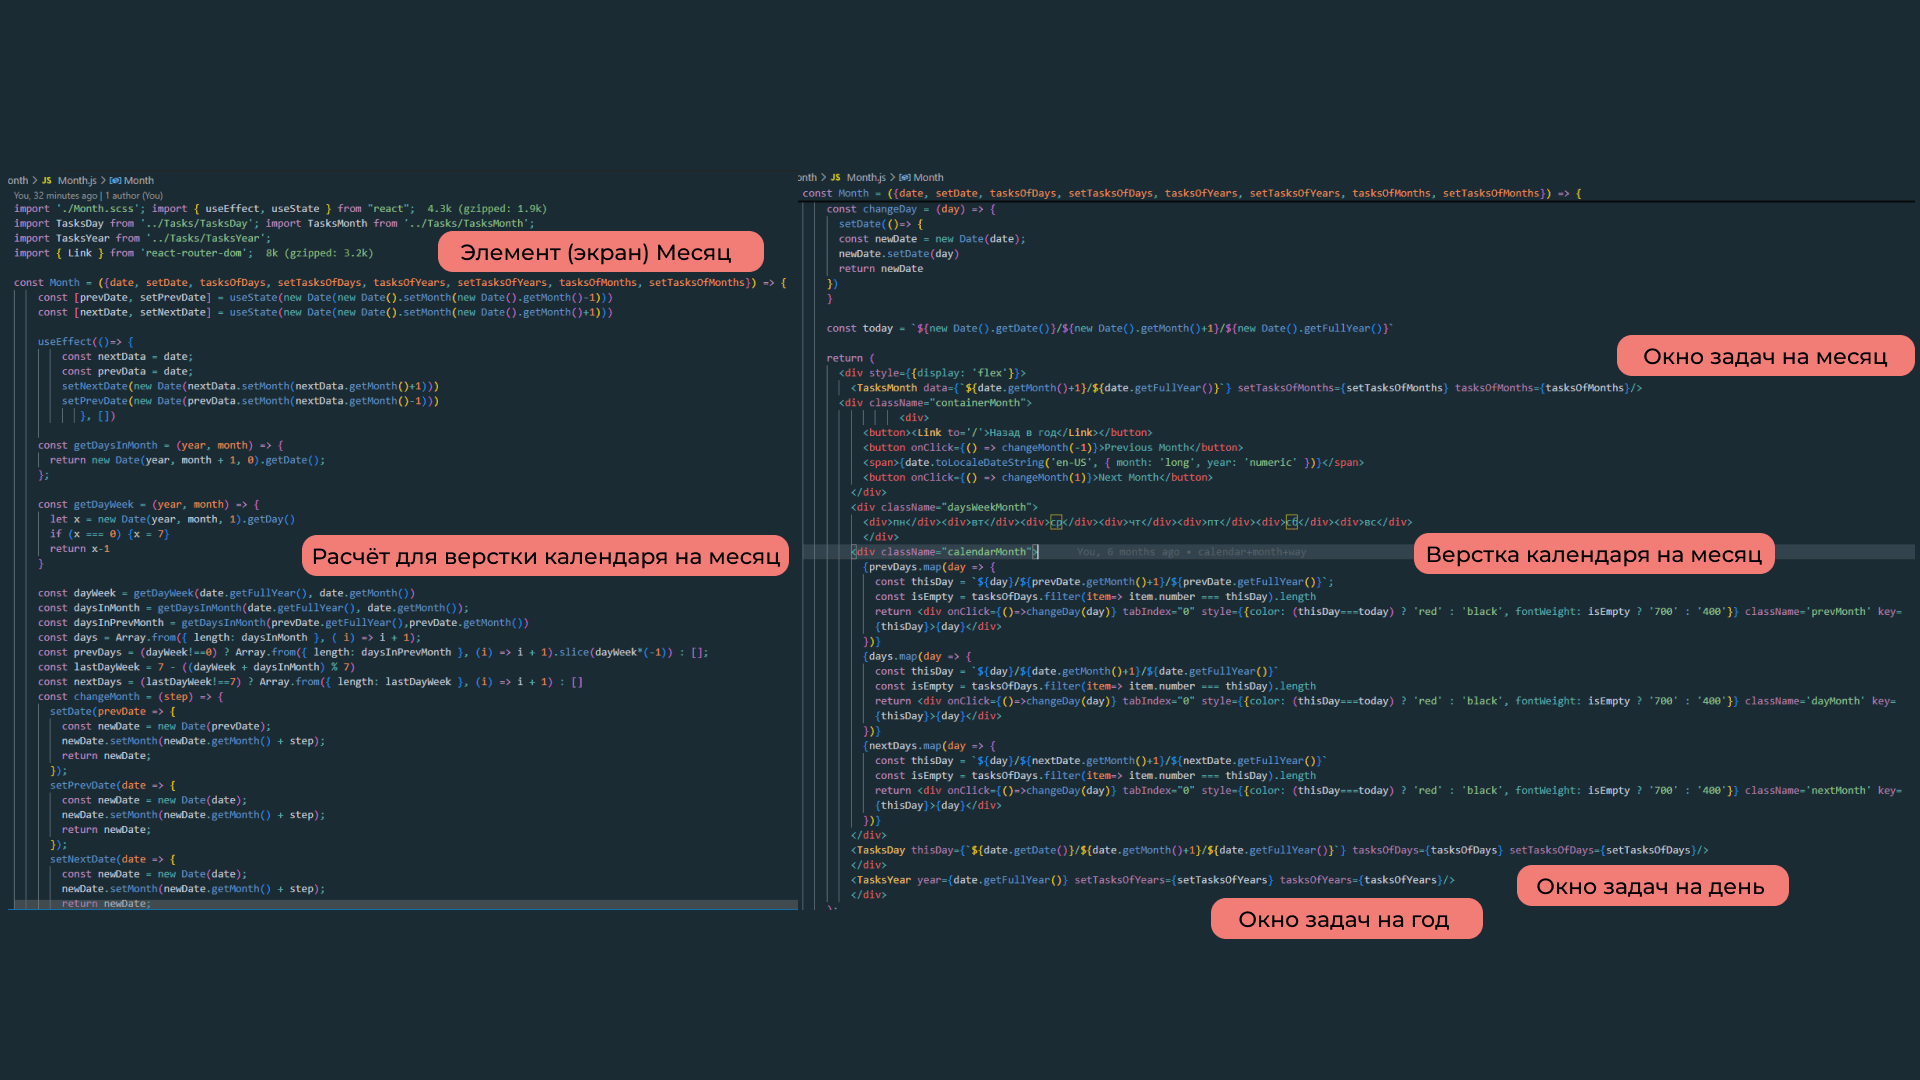 onth > JS Month.js > Month
You, 32 minutes ago | 1 author (You)
import './Month.scss'; import { useEffect, useState } from "react";  4.3k (gzipped: 1.9k)
import TasksDay from '../Tasks/TasksDay'; import TasksMonth from '../Tasks/TasksMonth';
import TasksYear from '../Tasks/TasksYear';
import { Link } from 'react-router-dom';  8k (gzipped: 3.2k)
Элемент (экран) Месяц
const Month = ({date, setDate, tasksOfDays, setTasksOfDays, tasksOfYears, setTasksOfYears, tasksOfMonths, setTasksOfMonths}) => {
const [prevDate, setPrevDate] = useState(new Date(new Date().setMonth(new Date().getMonth()-1)))
const [nextDate, setNextDate] = useState(new Date(new Date().setMonth(new Date().getMonth()+1)))
useEffect(()=> {
const nextData = date;
const prevData = date;
setNextDate(new Date(nextData.setMonth(nextData.getMonth()+1)))
setPrevDate(new Date(prevData.setMonth(nextData.getMonth()-1)))
}, [])
const getDaysInMonth = (year, month) => {
return new Date(year, month + 1, 0).getDate();
};
const getDayWeek = (year, month) => {
let x = new Date(year, month, 1).getDay()
if (x === 0) {x = 7}
return x-1
}
Расчёт для верстки календаря на месяц
const dayWeek = getDayWeek(date.getFullYear(), date.getMonth())
const daysInMonth = getDaysInMonth(date.getFullYear(), date.getMonth());
const daysInPrevMonth = getDaysInMonth(prevDate.getFullYear(),prevDate.getMonth())
const days = Array.from({ length: daysInMonth }, ( i) => i + 1);
const prevDays = (dayWeek!==0) ? Array.from({ length: daysInPrevMonth }, (i) => i + 1).slice(dayWeek*(-1)) : [];
const lastDayWeek = 7 - ((dayWeek + daysInMonth) % 7)
const nextDays = (lastDayWeek!==7) ? Array.from({ length: lastDayWeek }, (i) => i + 1) : []
const changeMonth = (step) => {
setDate(prevDate => {
const newDate = new Date(prevDate);
newDate.setMonth(newDate.getMonth() + step);
return newDate;
});
setPrevDate(date => {
const newDate = new Date(date);
newDate.setMonth(newDate.getMonth() + step);
return newDate;
});
setNextDate(date => {
const newDate = new Date(date);
newDate.setMonth(newDate.getMonth() + step);
return newDate;
onth > JS Month.js > Month
const Month = ({date, setDate, tasksOfDays, setTasksOfDays, tasksOfYears, setTasksOfYears, tasksOfMonths, setTasksOfMonths}) => {
const changeDay = (day) => {
setDate(()=> {
const newDate = new Date(date);
newDate.setDate(day)
return newDate
})
}
const today = `${new Date().getDate()}/${new Date().getMonth()+1}/${new Date().getFullYear()}`
Окно задач на месяц
return (
<div style={{display: 'flex'}}>
<TasksMonth data={`${date.getMonth()+1}/${date.getFullYear()}`} setTasksOfMonths={setTasksOfMonths} tasksOfMonths={tasksOfMonths}/>
<div className="containerMonth">
<div>
<button><Link to='/'>Назад в год</Link></button>
<button onClick={() => changeMonth(-1)}>Previous Month</button>
<span>{date.toLocaleDateString('en-US', { month: 'long', year: 'numeric' })}</span>
<button onClick={() => changeMonth(1)}>Next Month</button>
</div>
<div className="daysWeekMonth">
<div>пн</div><div>вт</div><div>ср</div><div>чт</div><div>пт</div><div>сб</div><div>вс</div>
</div>
<div className="calendarMonth">  You, 6 months ago • calendar+month+way
Верстка календаря на месяц
{prevDays.map(day => {
const thisDay = `${day}/${prevDate.getMonth()+1}/${prevDate.getFullYear()}`;
const isEmpty = tasksOfDays.filter(item=> item.number === thisDay).length
return <div onClick={()=>changeDay(day)} tabIndex="0" style={{color: (thisDay===today) ? 'red' : 'black', fontWeight: isEmpty ? '700' : '400'}} className='prevMonth' key=
{thisDay}>{day}</div>
})}
{days.map(day => {
const thisDay = `${day}/${date.getMonth()+1}/${date.getFullYear()}`
const isEmpty = tasksOfDays.filter(item=> item.number === thisDay).length
return <div onClick={()=>changeDay(day)} tabIndex="0" style={{color: (thisDay===today) ? 'red' : 'black', fontWeight: isEmpty ? '700' : '400'}} className='dayMonth' key=
{thisDay}>{day}</div>
})}
{nextDays.map(day => {
const thisDay = `${day}/${nextDate.getMonth()+1}/${nextDate.getFullYear()}`
const isEmpty = tasksOfDays.filter(item=> item.number === thisDay).length
return <div onClick={()=>changeDay(day)} tabIndex="0" style={{color: (thisDay===today) ? 'red' : 'black', fontWeight: isEmpty ? '700' : '400'}} className='nextMonth' key=
{thisDay}>{day}</div>
})}
</div>
<TasksDay thisDay={`${date.getDate()}/${date.getMonth()+1}/${date.getFullYear()}`} tasksOfDays={tasksOfDays} setTasksOfDays={setTasksOfDays}/>
</div>
<TasksYear year={date.getFullYear()} setTasksOfYears={setTasksOfYears} tasksOfYears={tasksOfYears}/>
Окно задач на день
</div>
);
Окно задач на год